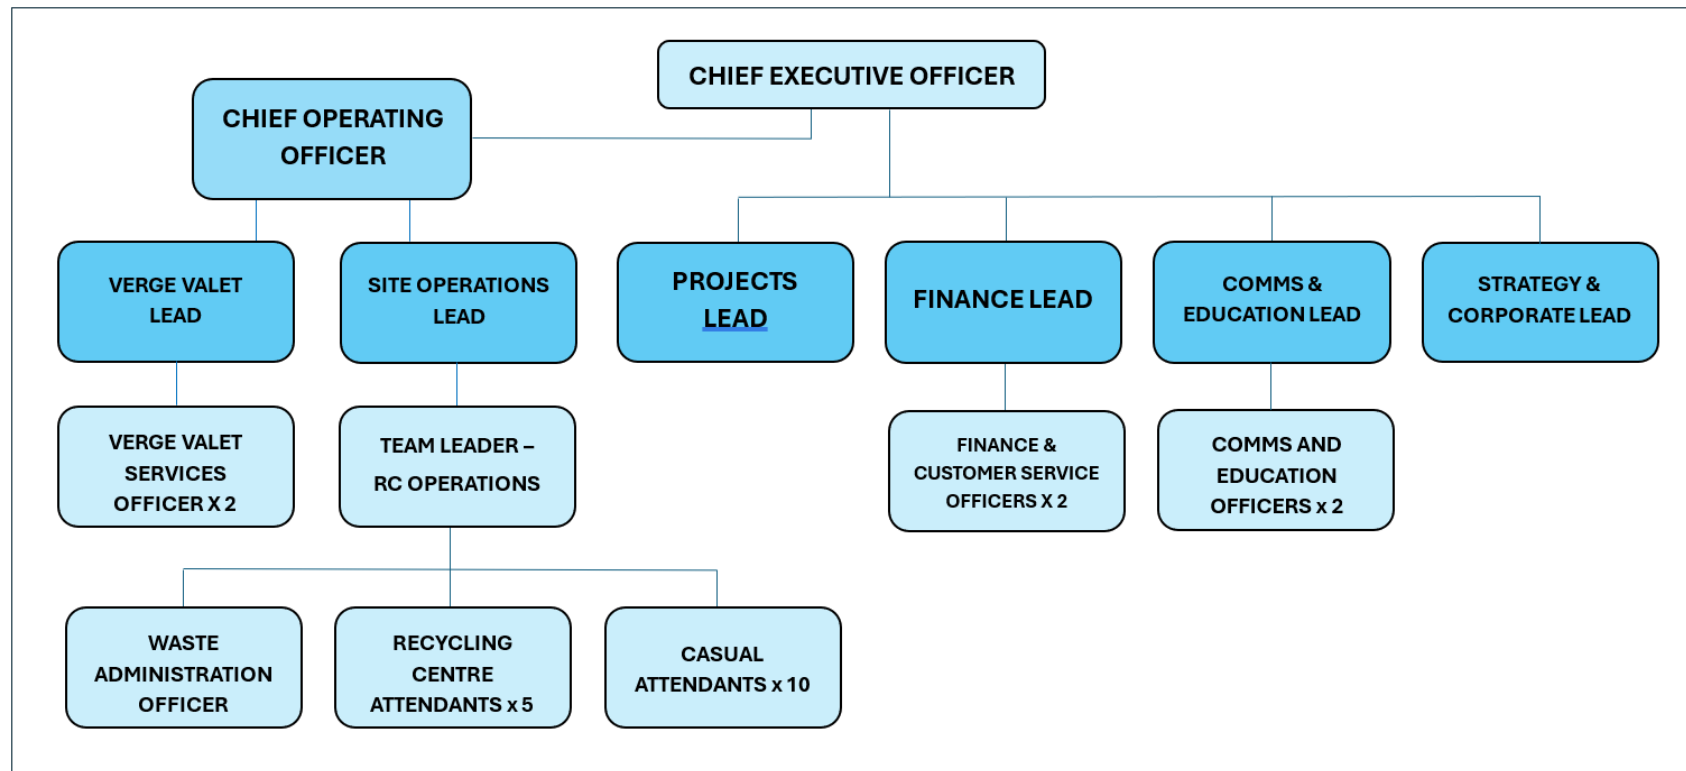 CHIEF EXECUTIVE OFFICER
CHIEF OPERATING
OFFICER
VERGE VALET
LEAD
SITE OPERATIONS
LEAD
PROJECTS
LEAD
FINANCE LEAD
COMMS &
EDUCATION LEAD
STRATEGY &
CORPORATE LEAD
VERGE VALET
SERVICES
OFFICER X 2
TEAM LEADER –
RC OPERATIONS
FINANCE &
CUSTOMER SERVICE
OFFICERS X 2
COMMS AND
EDUCATION
OFFICERS x 2
WASTE
ADMINISTRATION
OFFICER
RECYCLING
CENTRE
ATTENDANTS x 5
CASUAL
ATTENDANTS x 10